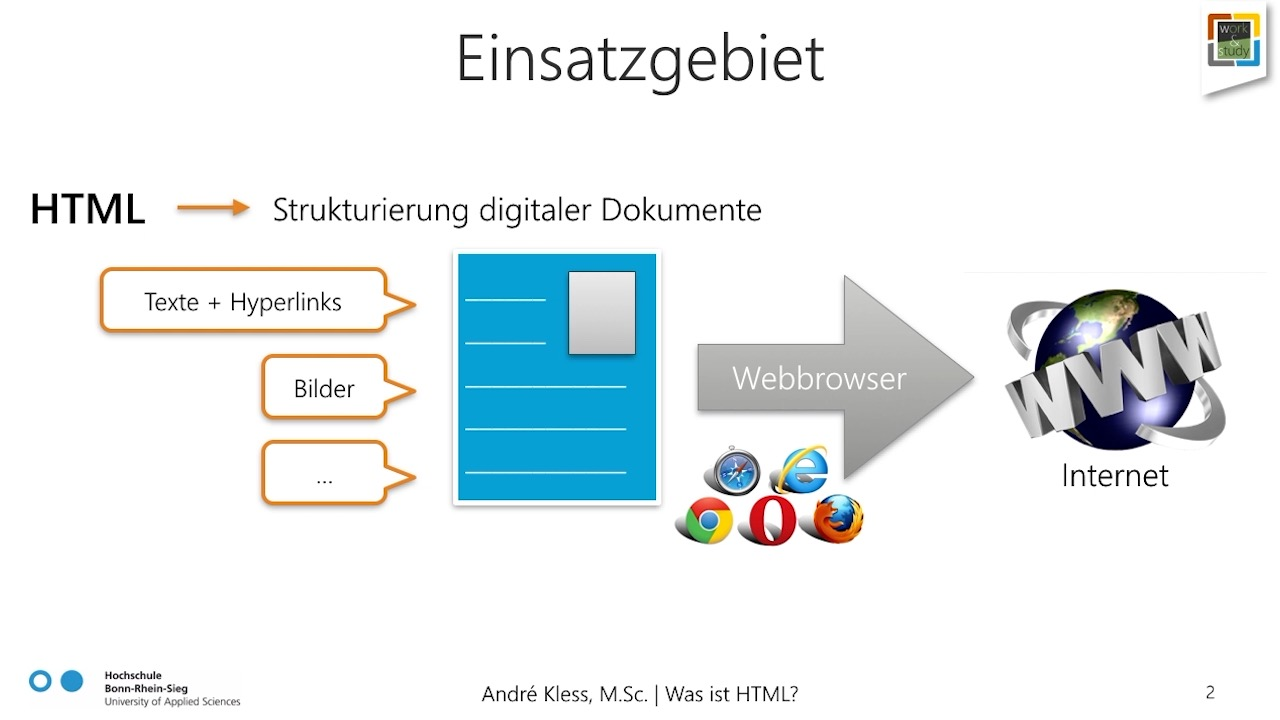 Einsatzgebiet
work
&
study
HTML
Strukturierung digitaler Dokumente
Texte + Hyperlinks
Bilder
...
Webbrowser
WWW
Internet
Hochschule
Bonn-Rhein-Sieg
University of Applied Sciences
André Kless, M.Sc. | Was ist HTML?
2